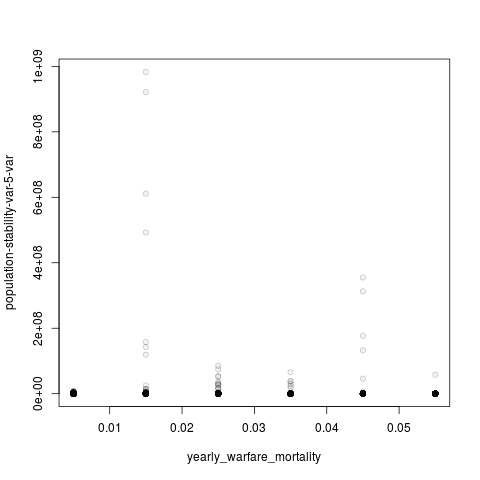 population-stability-var-5-var
1e+09
8e+08
6e+08
4e+08
2e+08
0e+00
0.01 0.02 0.03 0.04 0.05
yearly_warfare_mortality